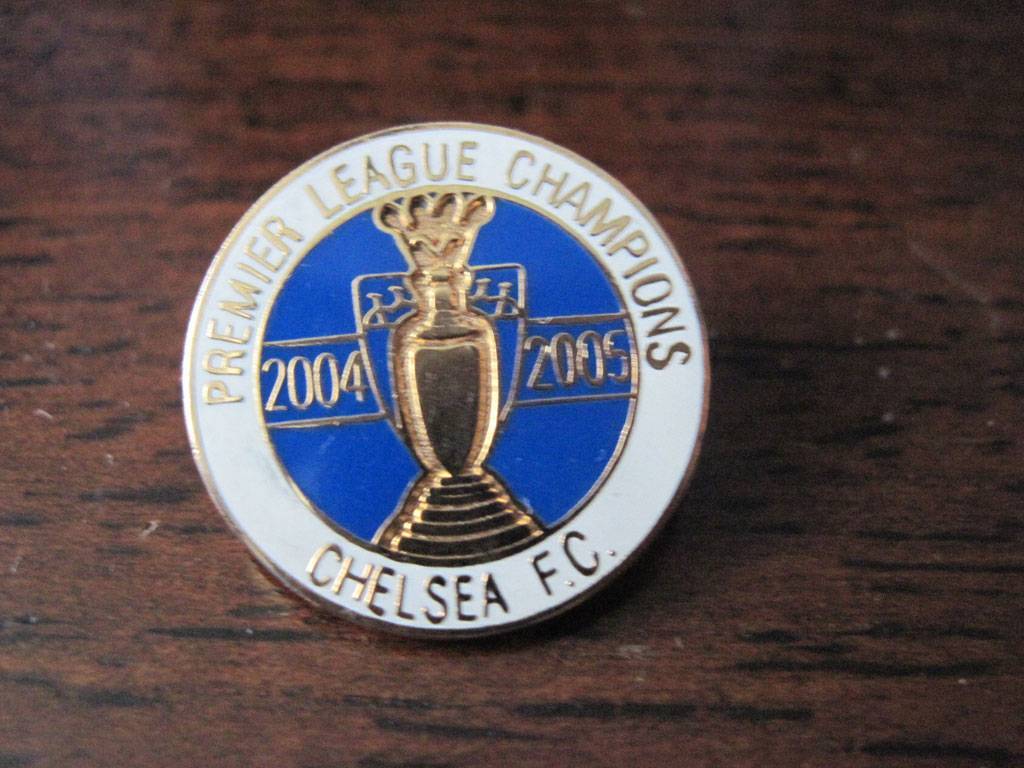 PREMIER LEAGUE CHAMPIONS
2004 2005
CHELSEA F.C.